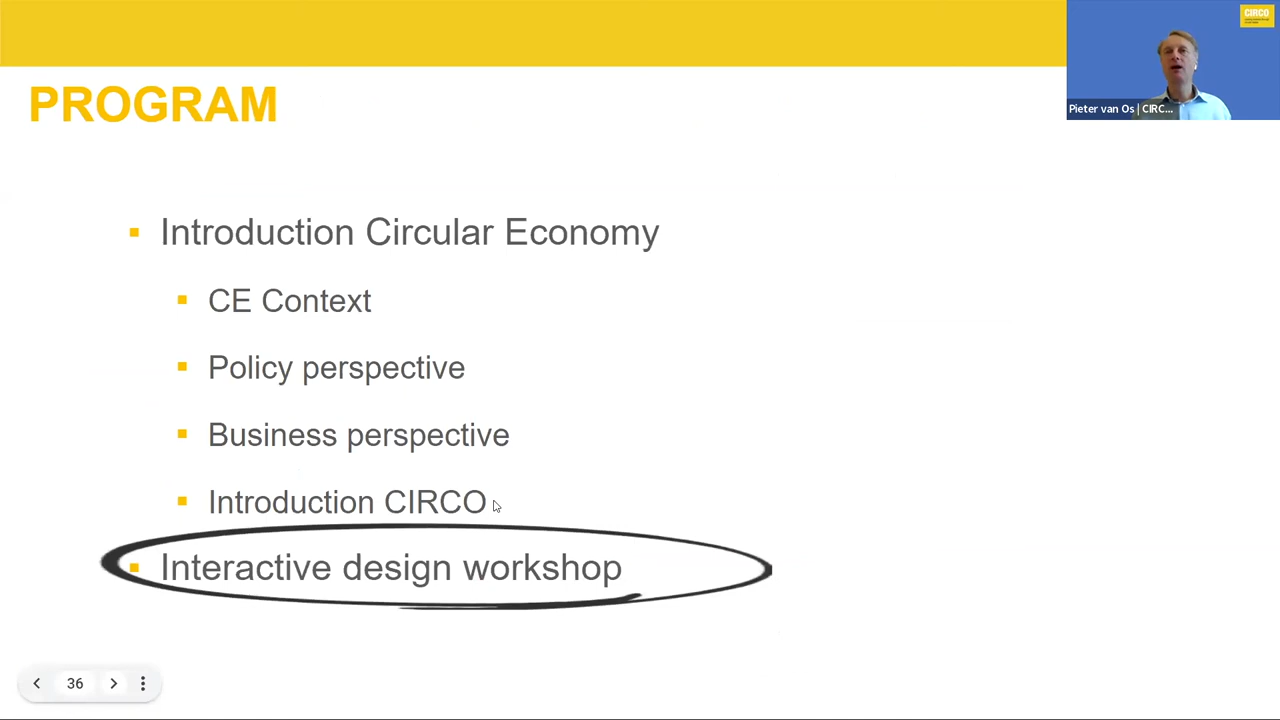 CIRCO
Pieter van Os | CIRC...
PROGRAM
Introduction Circular Economy
CE Context
Policy perspective
Business perspective
Introduction CIRCO
Interactive design workshop
36